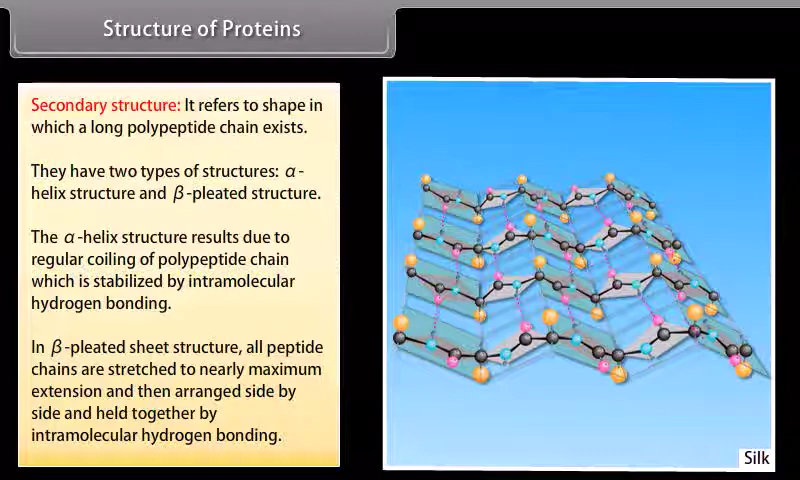 Structure of Proteins
Secondary structure: It refers to shape in
which a long polypeptide chain exists.
They have two types of structures: α-
helix structure and β-pleated structure.
The α-helix structure results due to
regular coiling of polypeptide chain
which is stabilized by intramolecular
hydrogen bonding.
In β-pleated sheet structure, all peptide
chains are stretched to nearly maximum
extension and then arranged side by
side and held together by
intramolecular hydrogen bonding.
Silk